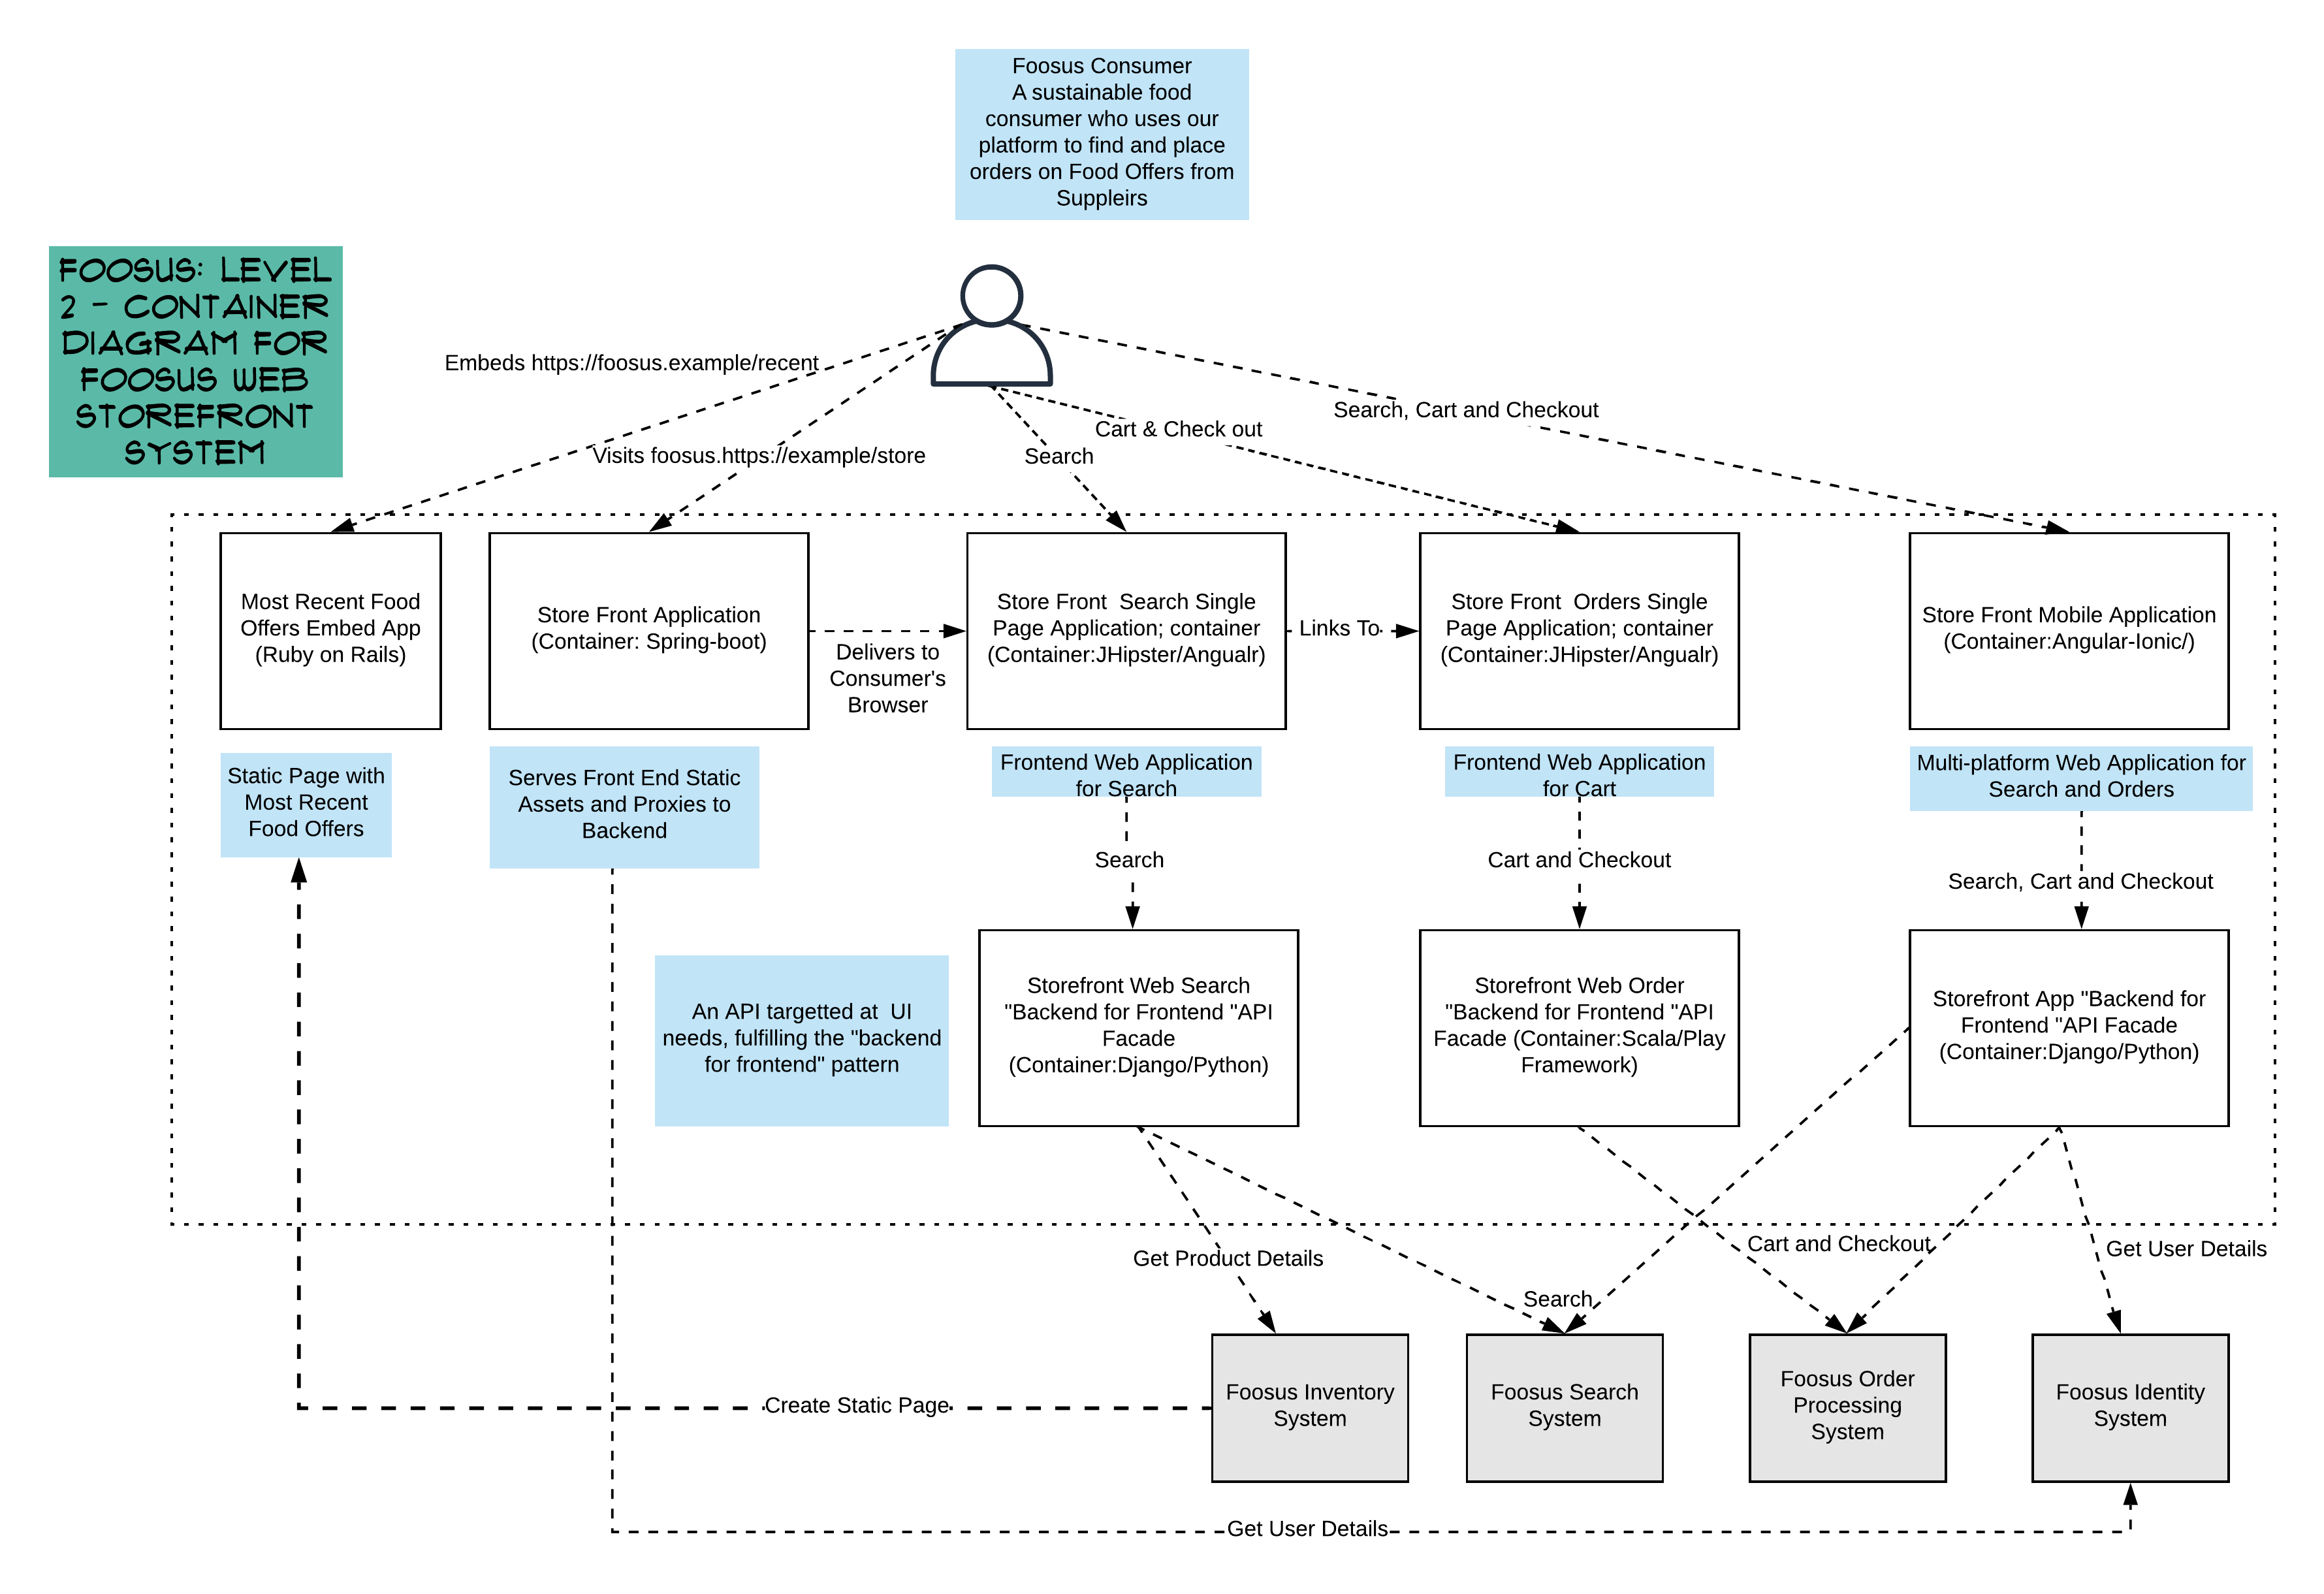 Foosus Consumer
A sustainable food
consumer who uses our
platform to find and place
orders on Food Offers from
Suppleirs
FOOSUS: LEVEL
2 - CONTAINER
DIAGRAM FOR
FOOSUS WEB
STOREFRONT
SYSTEM
Embeds https://foosus.example/recent
Visits foosus.https://example/store
Search
Cart & Check out
Search, Cart and Checkout
Most Recent Food
Offers Embed App
(Ruby on Rails)
Store Front Application
(Container: Spring-boot)
Delivers to
Consumer's
Browser
Store Front  Search Single
Page Application; container
(Container:JHipster/Angualr)
Links To
Store Front  Orders Single
Page Application; container
(Container:JHipster/Angualr)
Store Front Mobile Application
(Container:Angular-Ionic/)
Static Page with
Most Recent
Food Offers
Serves Front End Static
Assets and Proxies to
Backend
Frontend Web Application
for Search
Frontend Web Application
for Cart
Multi-platform Web Application for
Search and Orders
Search
Cart and Checkout
Search, Cart and Checkout
An API targetted at  UI
needs, fulfilling the "backend
for frontend" pattern
Storefront Web Search
"Backend for Frontend "API
Facade
(Container:Django/Python)
Storefront Web Order
"Backend for Frontend "API
Facade (Container:Scala/Play
Framework)
Storefront App "Backend for
Frontend "API Facade
(Container:Django/Python)
Get Product Details
Search
Cart and Checkout
Get User Details
Create Static Page
Foosus Inventory
System
Foosus Search
System
Foosus Order
Processing
System
Foosus Identity
System
Get User Details